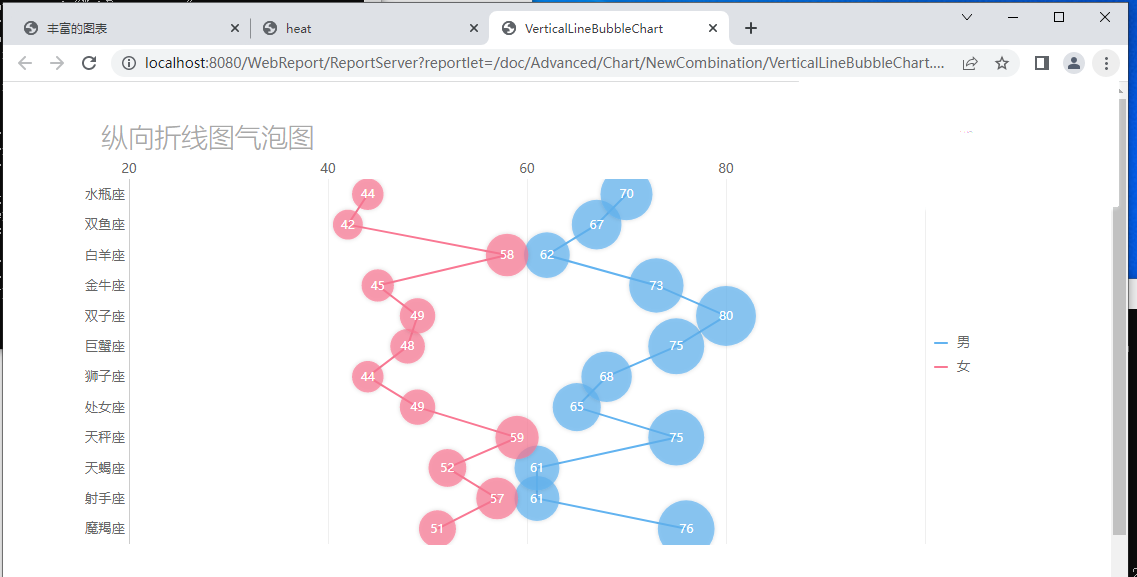 丰富的图表 heat VerticalLineBubbleChart
localhost:8080/WebReport/ReportServer?reportlet=/doc/Advanced/Chart/NewCombination/VerticalLineBubbleChart....
纵向折线图气泡图
20 40 60 80
水瓶座 44 70
双鱼座 42 67
白羊座 58 62
金牛座 45 73
双子座 49 80
巨蟹座 48 75
男
女
狮子座 44 68
处女座 49 65
天秤座 59 75
天蝎座 52 61
射手座 57 61
魔羯座 51 76